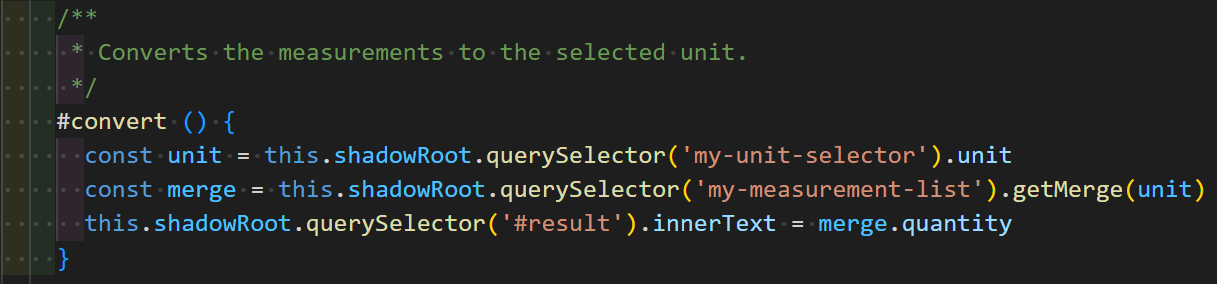 /**
 * Converts the measurements to the selected unit.
 */
#convert () {
  const unit = this.shadowRoot.querySelector('my-unit-selector').unit
  const merge = this.shadowRoot.querySelector('my-measurement-list').getMerge(unit)
  this.shadowRoot.querySelector('#result').innerText = merge.quantity
}